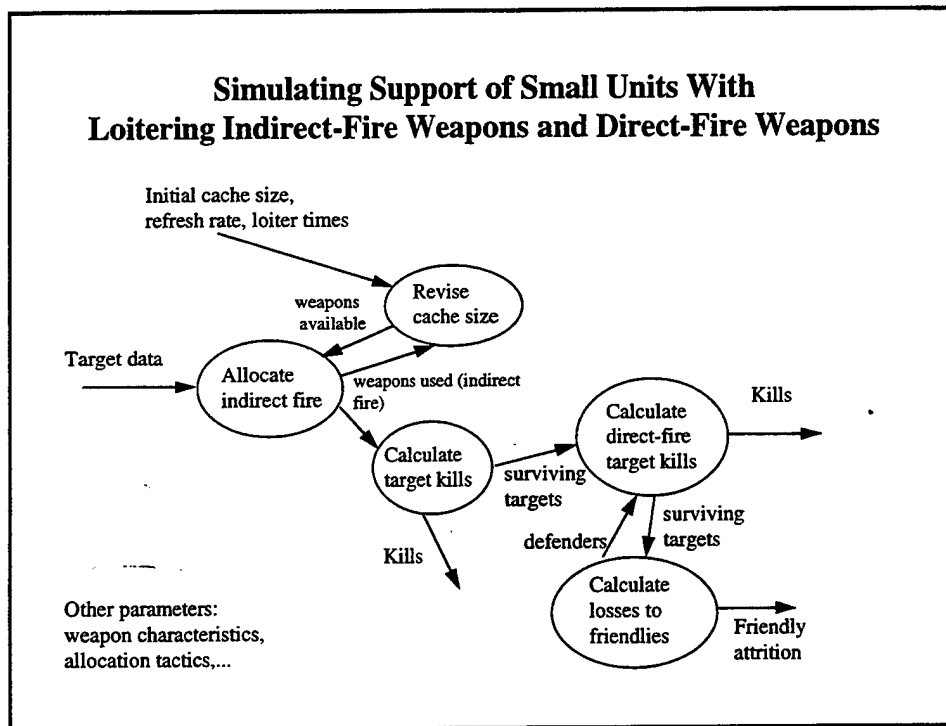 Simulating Support of Small Units With
Loitering Indirect-Fire Weapons and Direct-Fire Weapons
Initial cache size,
refresh rate, loiter times
Revise
cache size
weapons
available
Target data
Allocate
indirect fire
weapons used (indirect
fire)
Calculate
target kills
surviving
targets
Calculate
direct-fire
target kills
Kills
Kills
defenders
surviving
targets
Calculate
losses to
friendlies
Friendly
attrition
Other parameters:
weapon characteristics,
allocation tactics,...